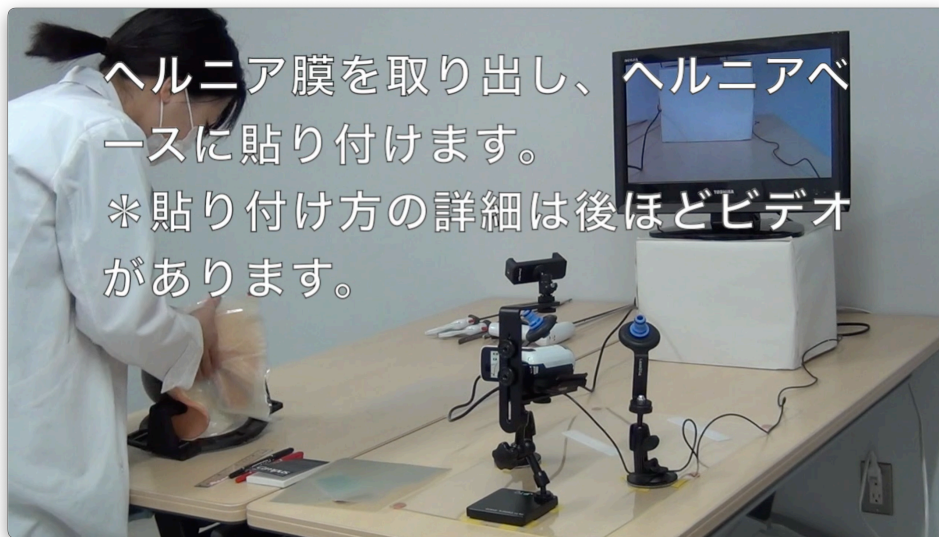 ヘルニア膜を取り出し、ヘルニアベ
ースに貼り付けます。
＊貼り付け方の詳細は後ほどビデオ
があります。
TOSHIBA
Campus